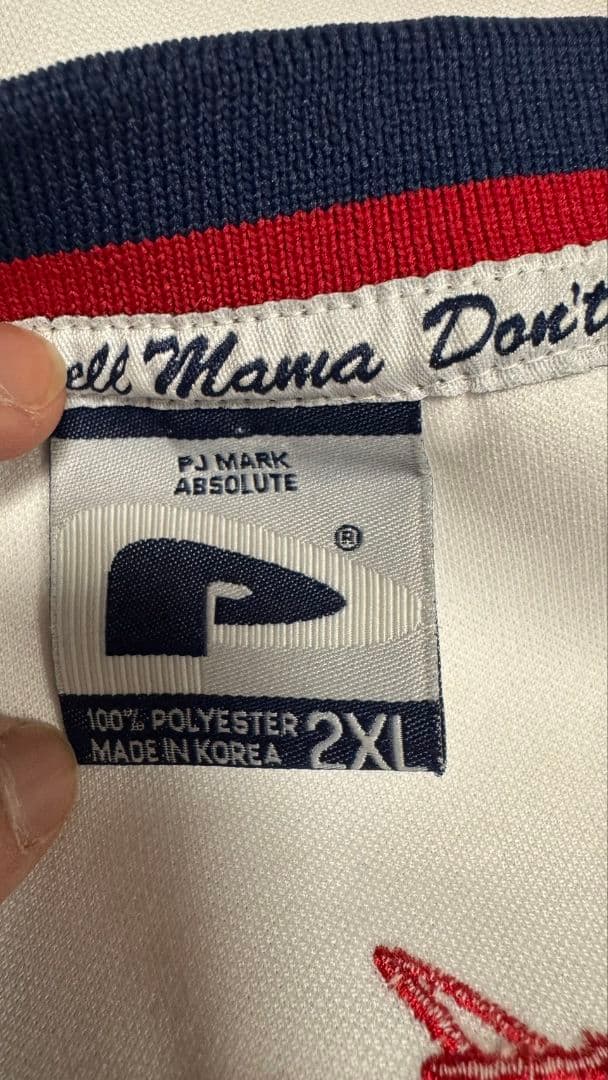 ell Mama Don't
PJ MARK
ABSOLUTE
®
100% POLYESTER
MADE IN KOREA
2XL